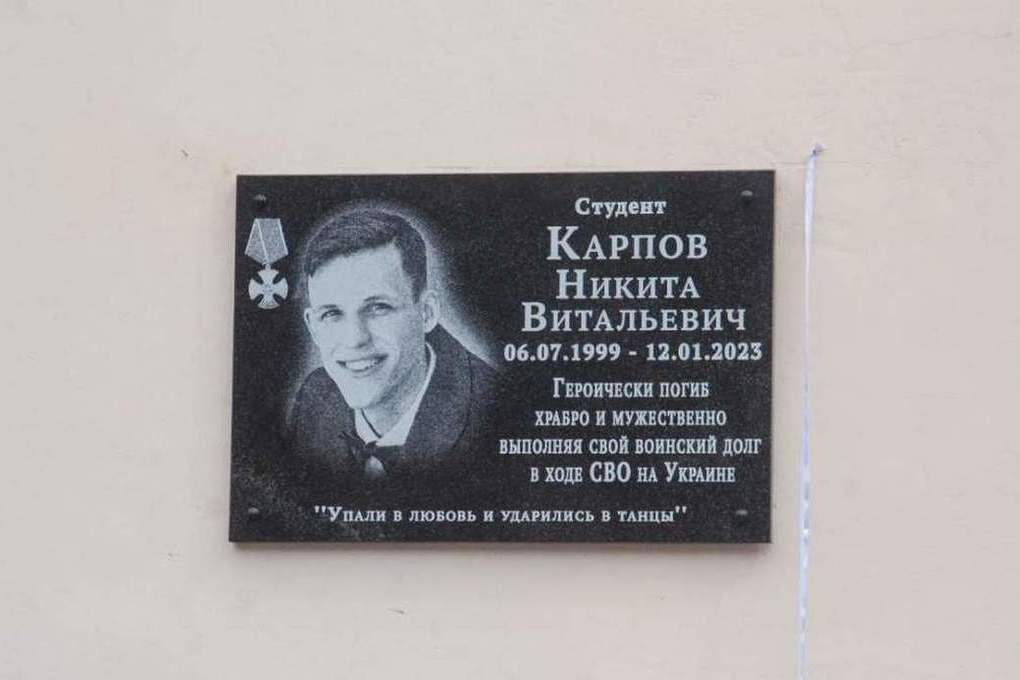 Студент
Карпов
Никита
Витальевич
06.07.1999 - 12.01.2023
Героически погиб
храбро и мужественно
выполняя свой воинский долг
в ходе СВО на Украине
"Упали в любовь и ударились в танцы"